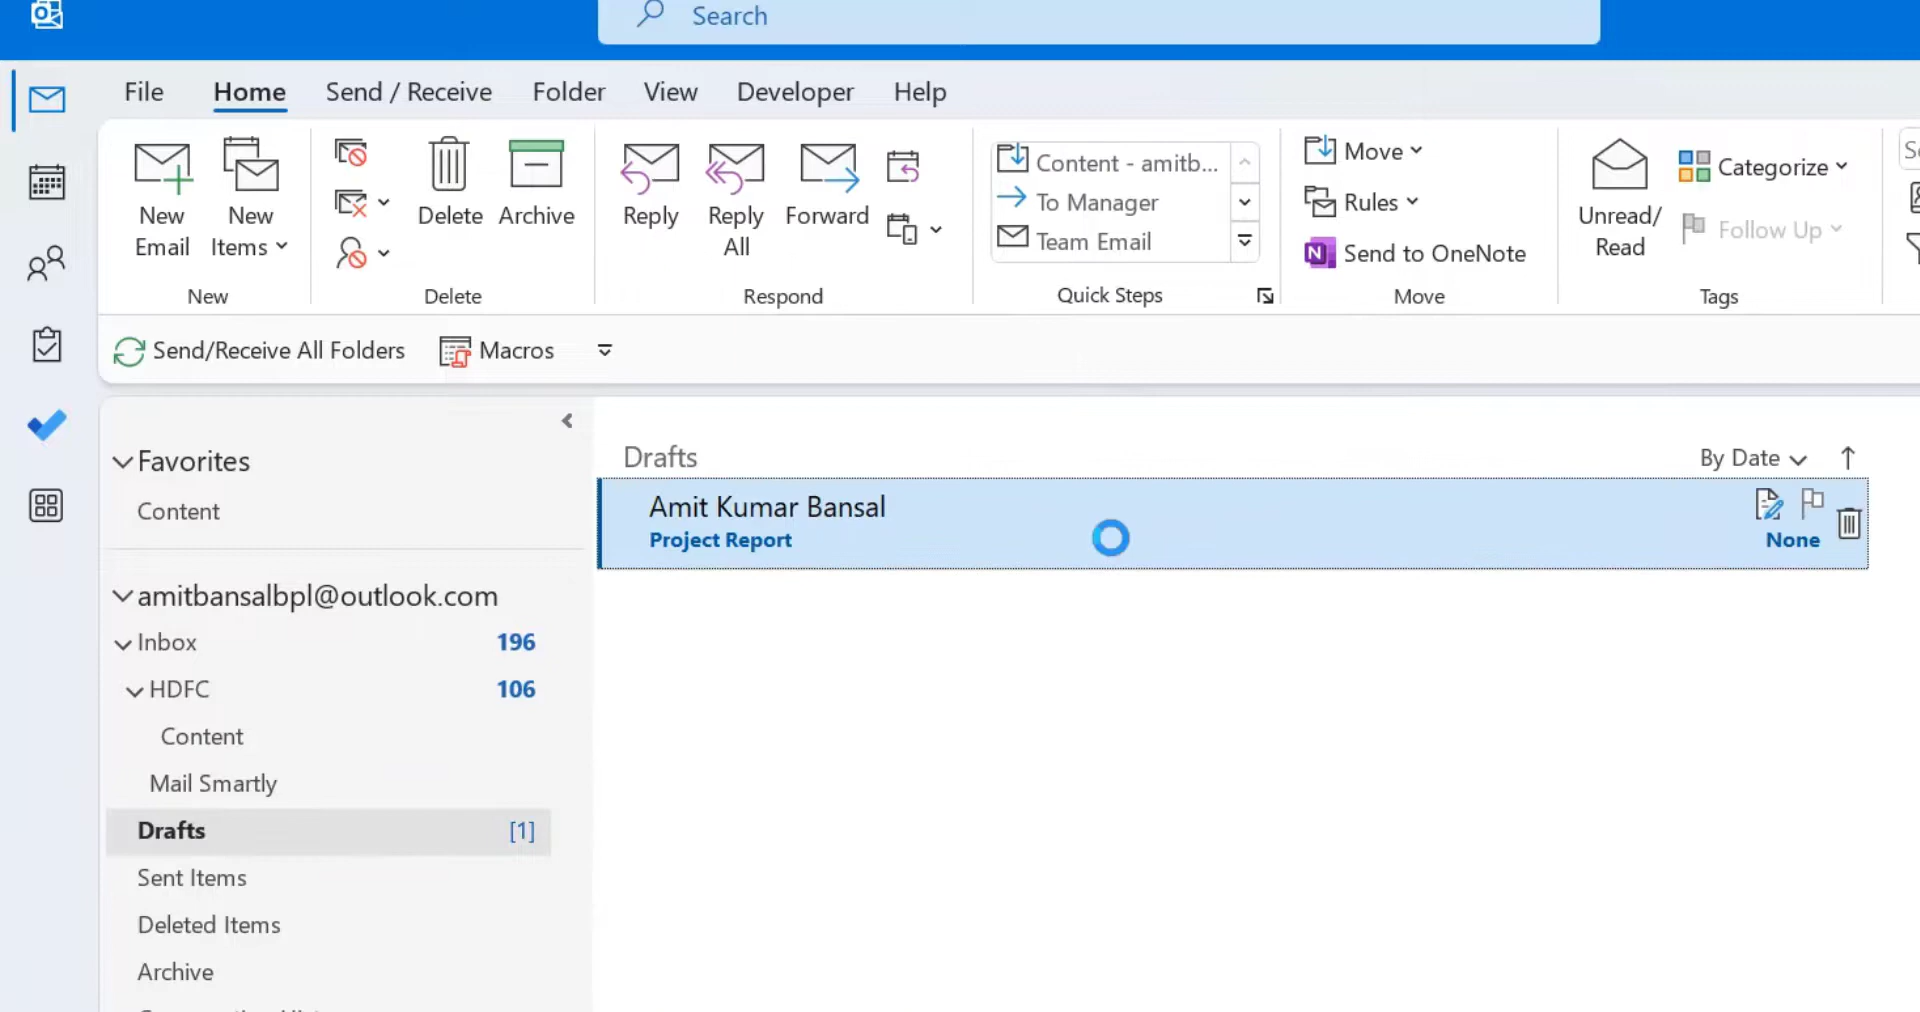 Search
File Home Send / Receive Folder View Developer Help
New Email
New Items
New
Delete
Archive
Delete
Reply
Reply All
Forward
Respond
Content - amitb...
To Manager
Team Email
Quick Steps
Move
Rules
Send to OneNote
Move
Unread/ Read
Categorize
Follow Up
Tags
Send/Receive All Folders
Macros
Favorites
Content
amitbansalbpl@outlook.com
Inbox 196
HDFC 106
Content
Mail Smartly
Drafts [1]
Sent Items
Deleted Items
Archive
Drafts
By Date
Amit Kumar Bansal
Project Report
None